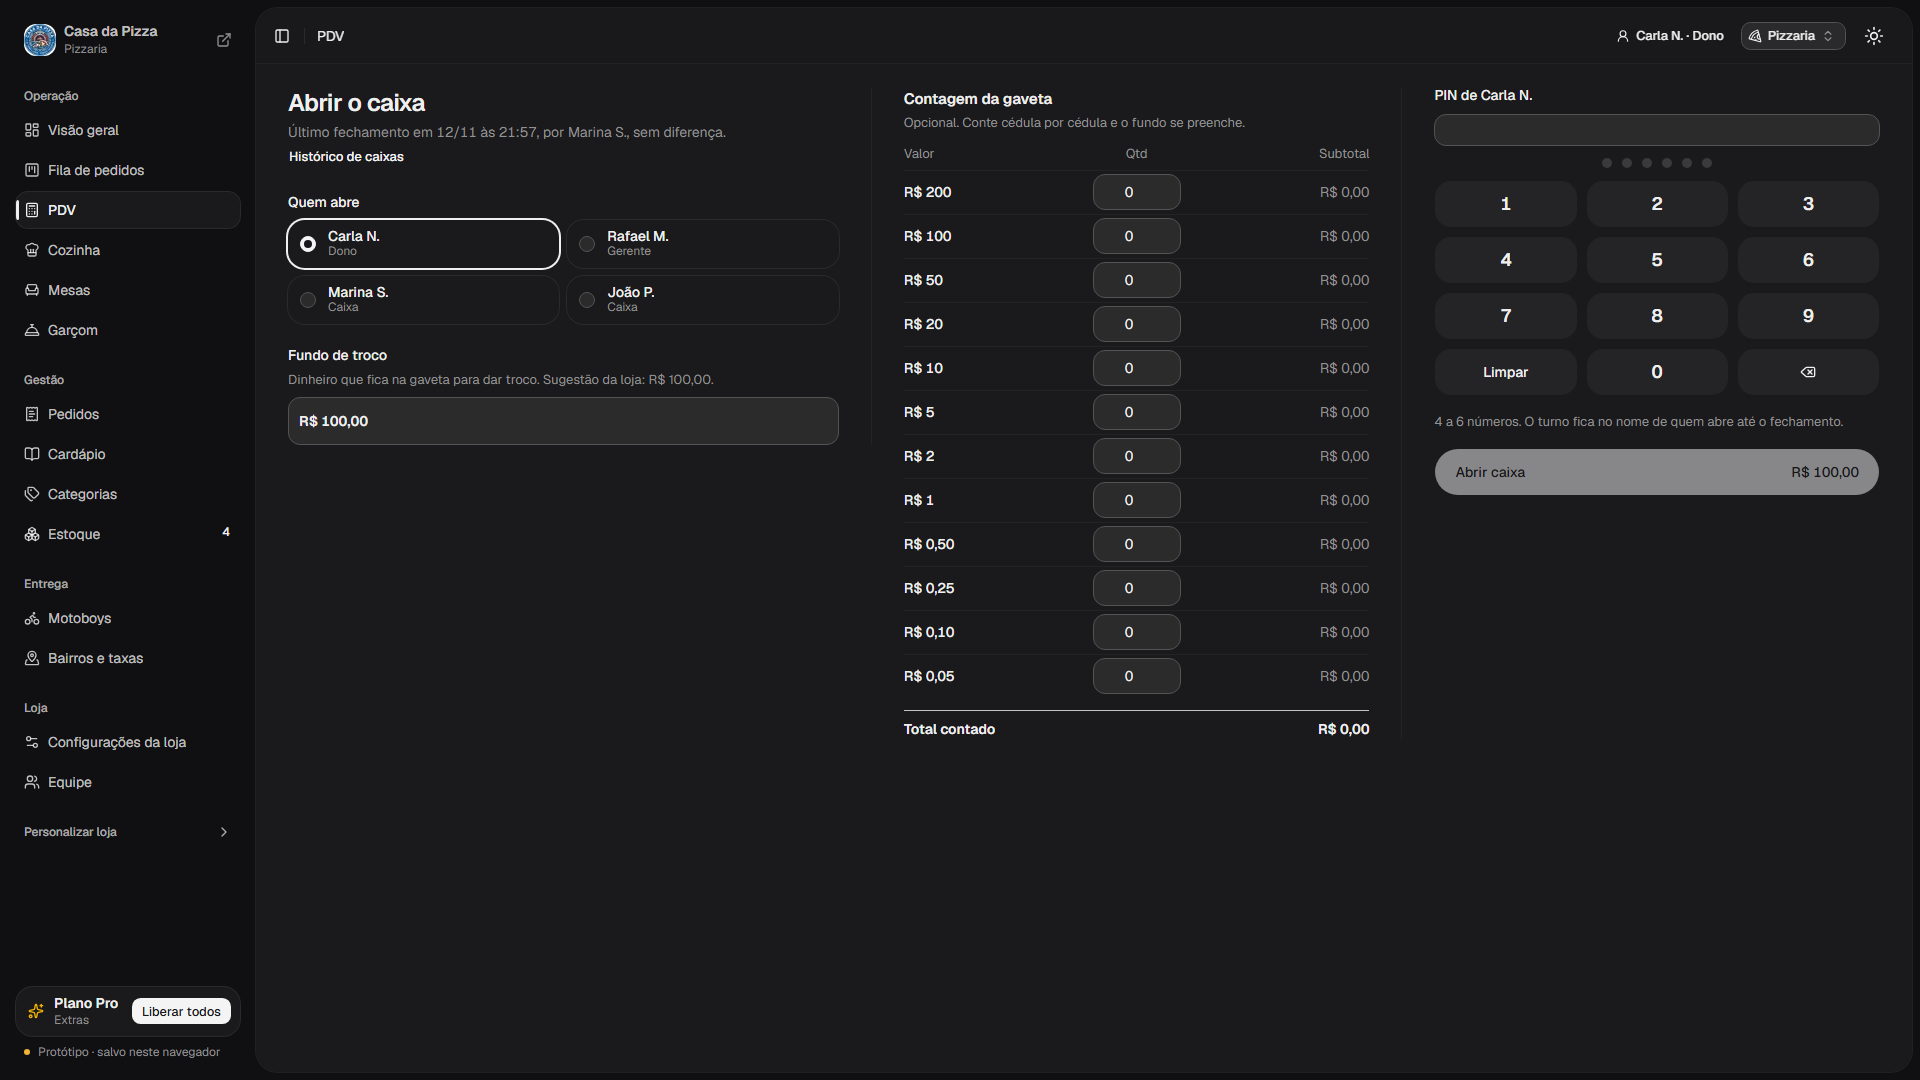 Casa da Pizza
Pizzaria
Operação
Visão geral
Fila de pedidos
PDV
Cozinha
Mesas
Garçom
Gestão
Pedidos
Cardápio
Categorias
Estoque 4
Entrega
Motoboys
Bairros e taxas
Loja
Configurações da loja
Equipe
Personalizar loja
Plano Pro
Extras
Liberar todos
Protótipo · salvo neste navegador
PDV
Carla N. · Dono
Pizzaria
Abrir o caixa
Último fechamento em 12/11 às 21:57, por Marina S., sem diferença.
Histórico de caixas
Quem abre
Carla N.
Dono
Rafael M.
Gerente
Marina S.
Caixa
João P.
Caixa
Fundo de troco
Dinheiro que fica na gaveta para dar troco. Sugestão da loja: R$ 100,00.
R$ 100,00
Contagem da gaveta
Opcional. Conte cédula por cédula e o fundo se preenche.
Valor Qtd Subtotal
R$ 200 0 R$ 0,00
R$ 100 0 R$ 0,00
R$ 50 0 R$ 0,00
R$ 20 0 R$ 0,00
R$ 10 0 R$ 0,00
R$ 5 0 R$ 0,00
R$ 2 0 R$ 0,00
R$ 1 0 R$ 0,00
R$ 0,50 0 R$ 0,00
R$ 0,25 0 R$ 0,00
R$ 0,10 0 R$ 0,00
R$ 0,05 0 R$ 0,00
Total contado R$ 0,00
PIN de Carla N.
1 2 3
4 5 6
7 8 9
Limpar 0
4 a 6 números. O turno fica no nome de quem abre até o fechamento.
Abrir caixa R$ 100,00